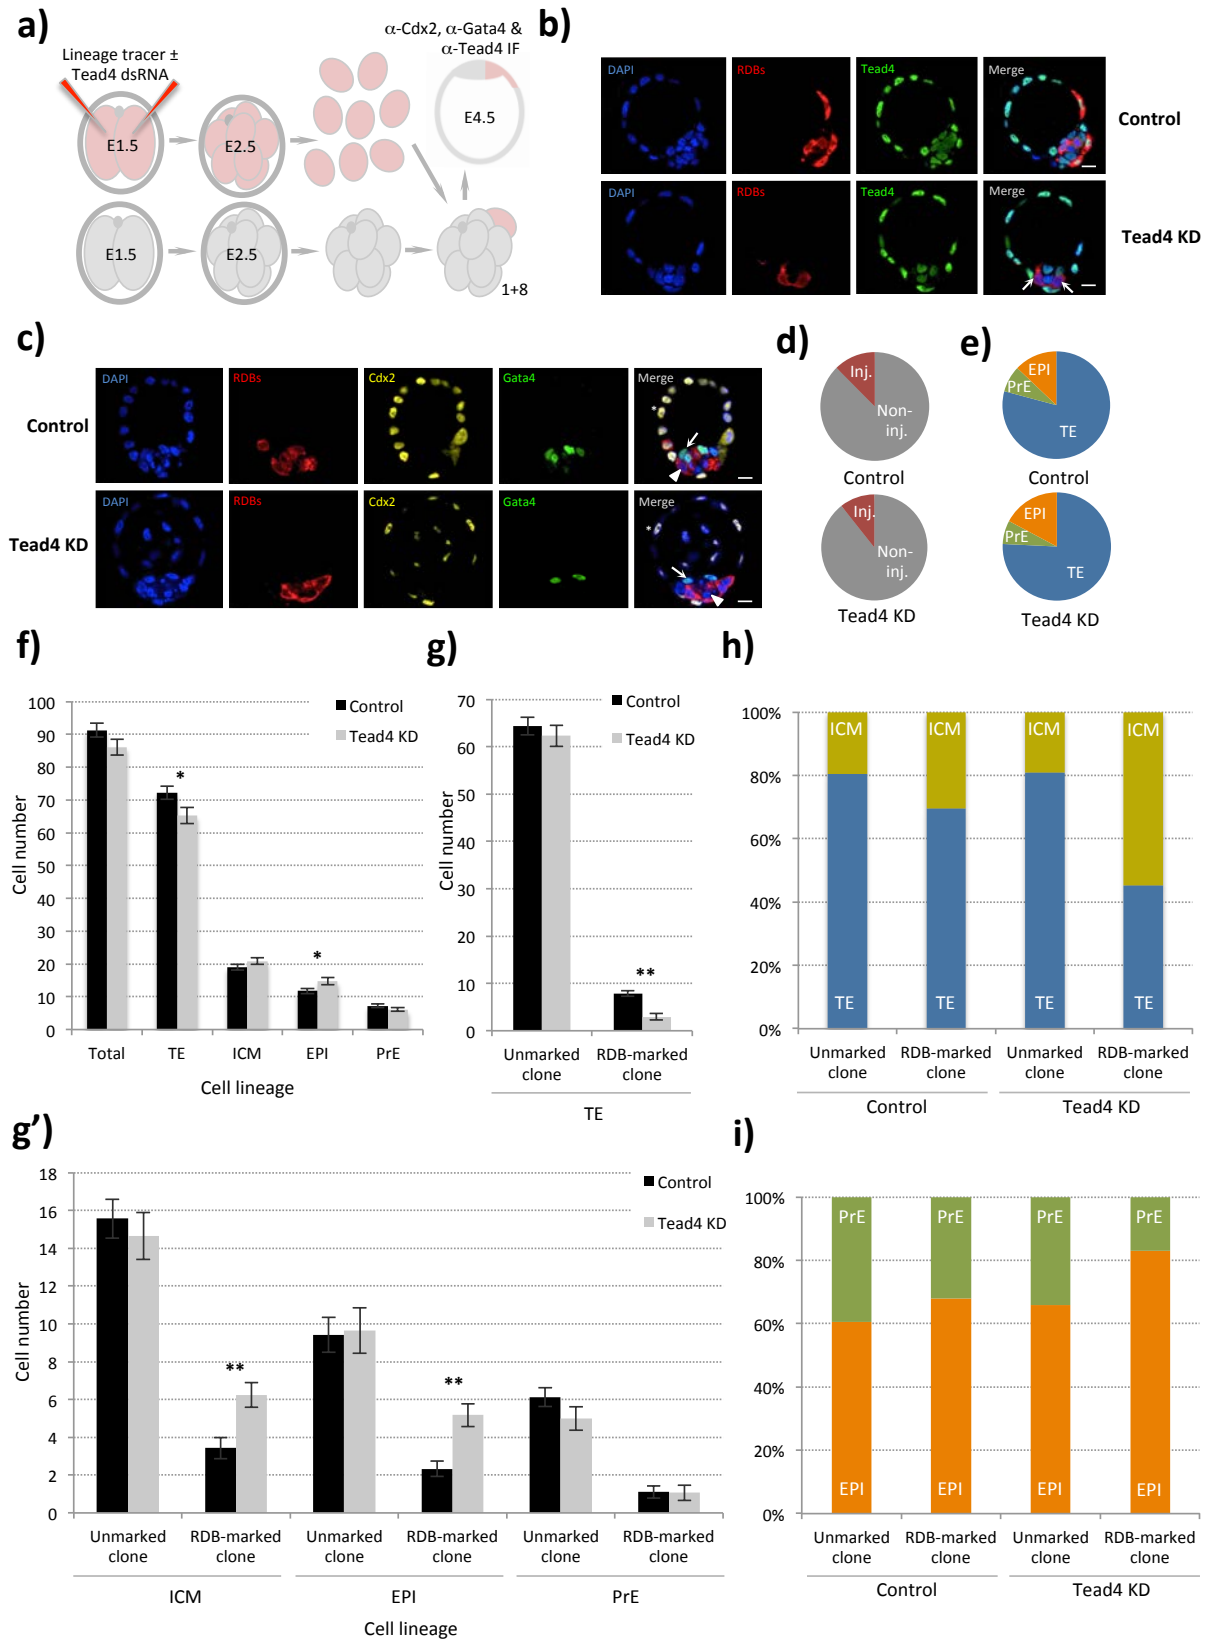 a)
Lineage tracer ±
Tead4 dsRNA
α-Cdx2, α-Gata4 &
α-Tead4 IF
E1.5
E2.5
E4.5
E1.5
E2.5
1+8
b)
DAPI
RDBs
Tead4
Merge
Control
DAPI
RDBs
Tead4
Merge
Tead4 KD
c)
DAPI
RDBs
Cdx2
Gata4
Merge
*
Control
DAPI
RDBs
Cdx2
Gata4
Merge
*
Tead4 KD
d)
Inj.
Non-
inj.
Control
Inj.
Non-
inj.
Tead4 KD
e)
EPI
PrE
TE
Control
EPI
PrE
TE
Tead4 KD
f)
100
90
80
70
60
50
40
30
20
10
0
Cell number
Control
Tead4 KD
*
*
Total
TE
ICM
EPI
PrE
Cell lineage
g)
70
60
50
40
30
20
10
0
Cell number
Control
Tead4 KD
**
Unmarked
clone
RDB-marked
clone
TE
h)
100%
80%
60%
40%
20%
0%
ICM
ICM
ICM
ICM
TE
TE
TE
TE
Unmarked
clone
RDB-marked
clone
Unmarked
clone
RDB-marked
clone
Control
Tead4 KD
g’)
18
16
14
12
10
8
6
4
2
0
Cell number
Control
Tead4 KD
**
**
Unmarked
clone
RDB-marked
clone
Unmarked
clone
RDB-marked
clone
Unmarked
clone
RDB-marked
clone
ICM
EPI
PrE
Cell lineage
i)
100%
80%
60%
40%
20%
0%
PrE
PrE
PrE
PrE
EPI
EPI
EPI
EPI
Unmarked
clone
RDB-marked
clone
Unmarked
clone
RDB-marked
clone
Control
Tead4 KD